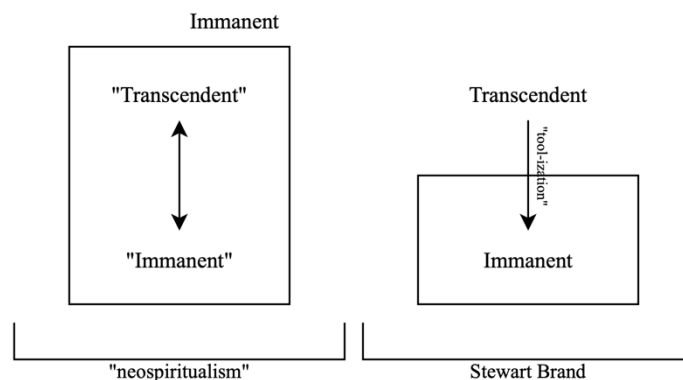 Immanent
"Transcendent"
"Immanent"
"neospiritualism"
Transcendent
"tool-ization"
Immanent
Stewart Brand